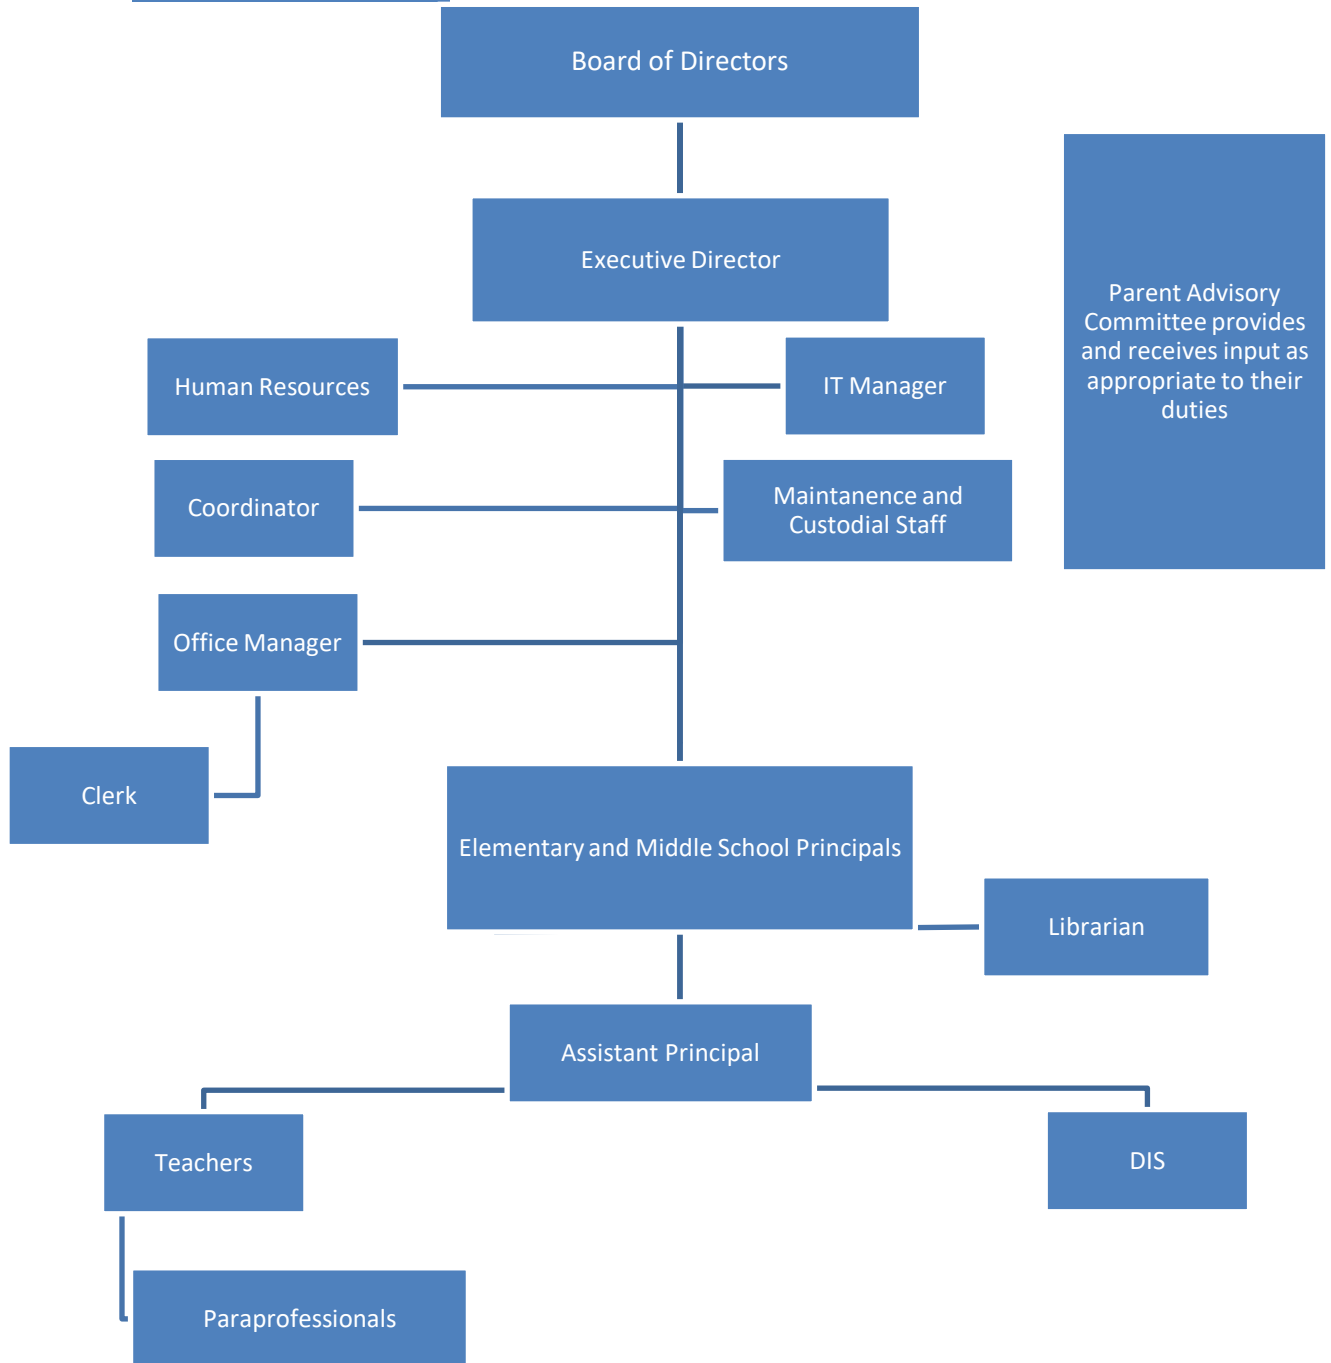 Board of Directors
Executive Director
Parent Advisory
Committee provides
and receives input as
appropriate to their
duties
Human Resources
IT Manager
Coordinator
Maintanence and
Custodial Staff
Office Manager
Clerk
Elementary and Middle School Principals
Librarian
Assistant Principal
Teachers
DIS
Paraprofessionals